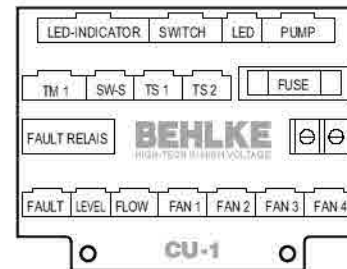 LED-INDICATOR SWITCH LED PUMP
TM 1 SW-S TS 1 TS 2 FUSE
FAULT RELAIS BEHLKE
HIGH-TECH IN HIGH VOLTAGE
FAULT LEVEL FLOW FAN 1 FAN 2 FAN 3 FAN 4
CU-1